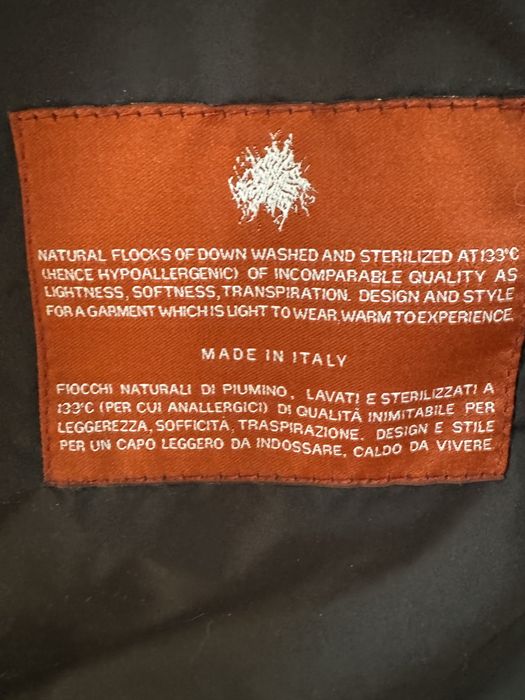 NATURAL FLOCKS OF DOWN WASHED AND STERILIZED AT 133°C
(HENCE HYPOALLERGENIC) OF INCOMPARABLE QUALITY AS
LIGHTNESS, SOFTNESS, TRANSPIRATION. DESIGN AND STYLE
FOR A GARMENT WHICH IS LIGHT TO WEAR, WARM TO EXPERIENCE.
MADE IN ITALY
FIOCCHI NATURALI DI PIUMINO, LAVATI E STERILIZZATI A
133°C (PER CUI ANALLERGICI) DI QUALITÀ INIMITABILE PER
LEGGEREZZA, SOFFICITÀ, TRASPIRAZIONE. DESIGN E STILE
PER UN CAPO LEGGERO DA INDOSSARE, CALDO DA VIVERE.